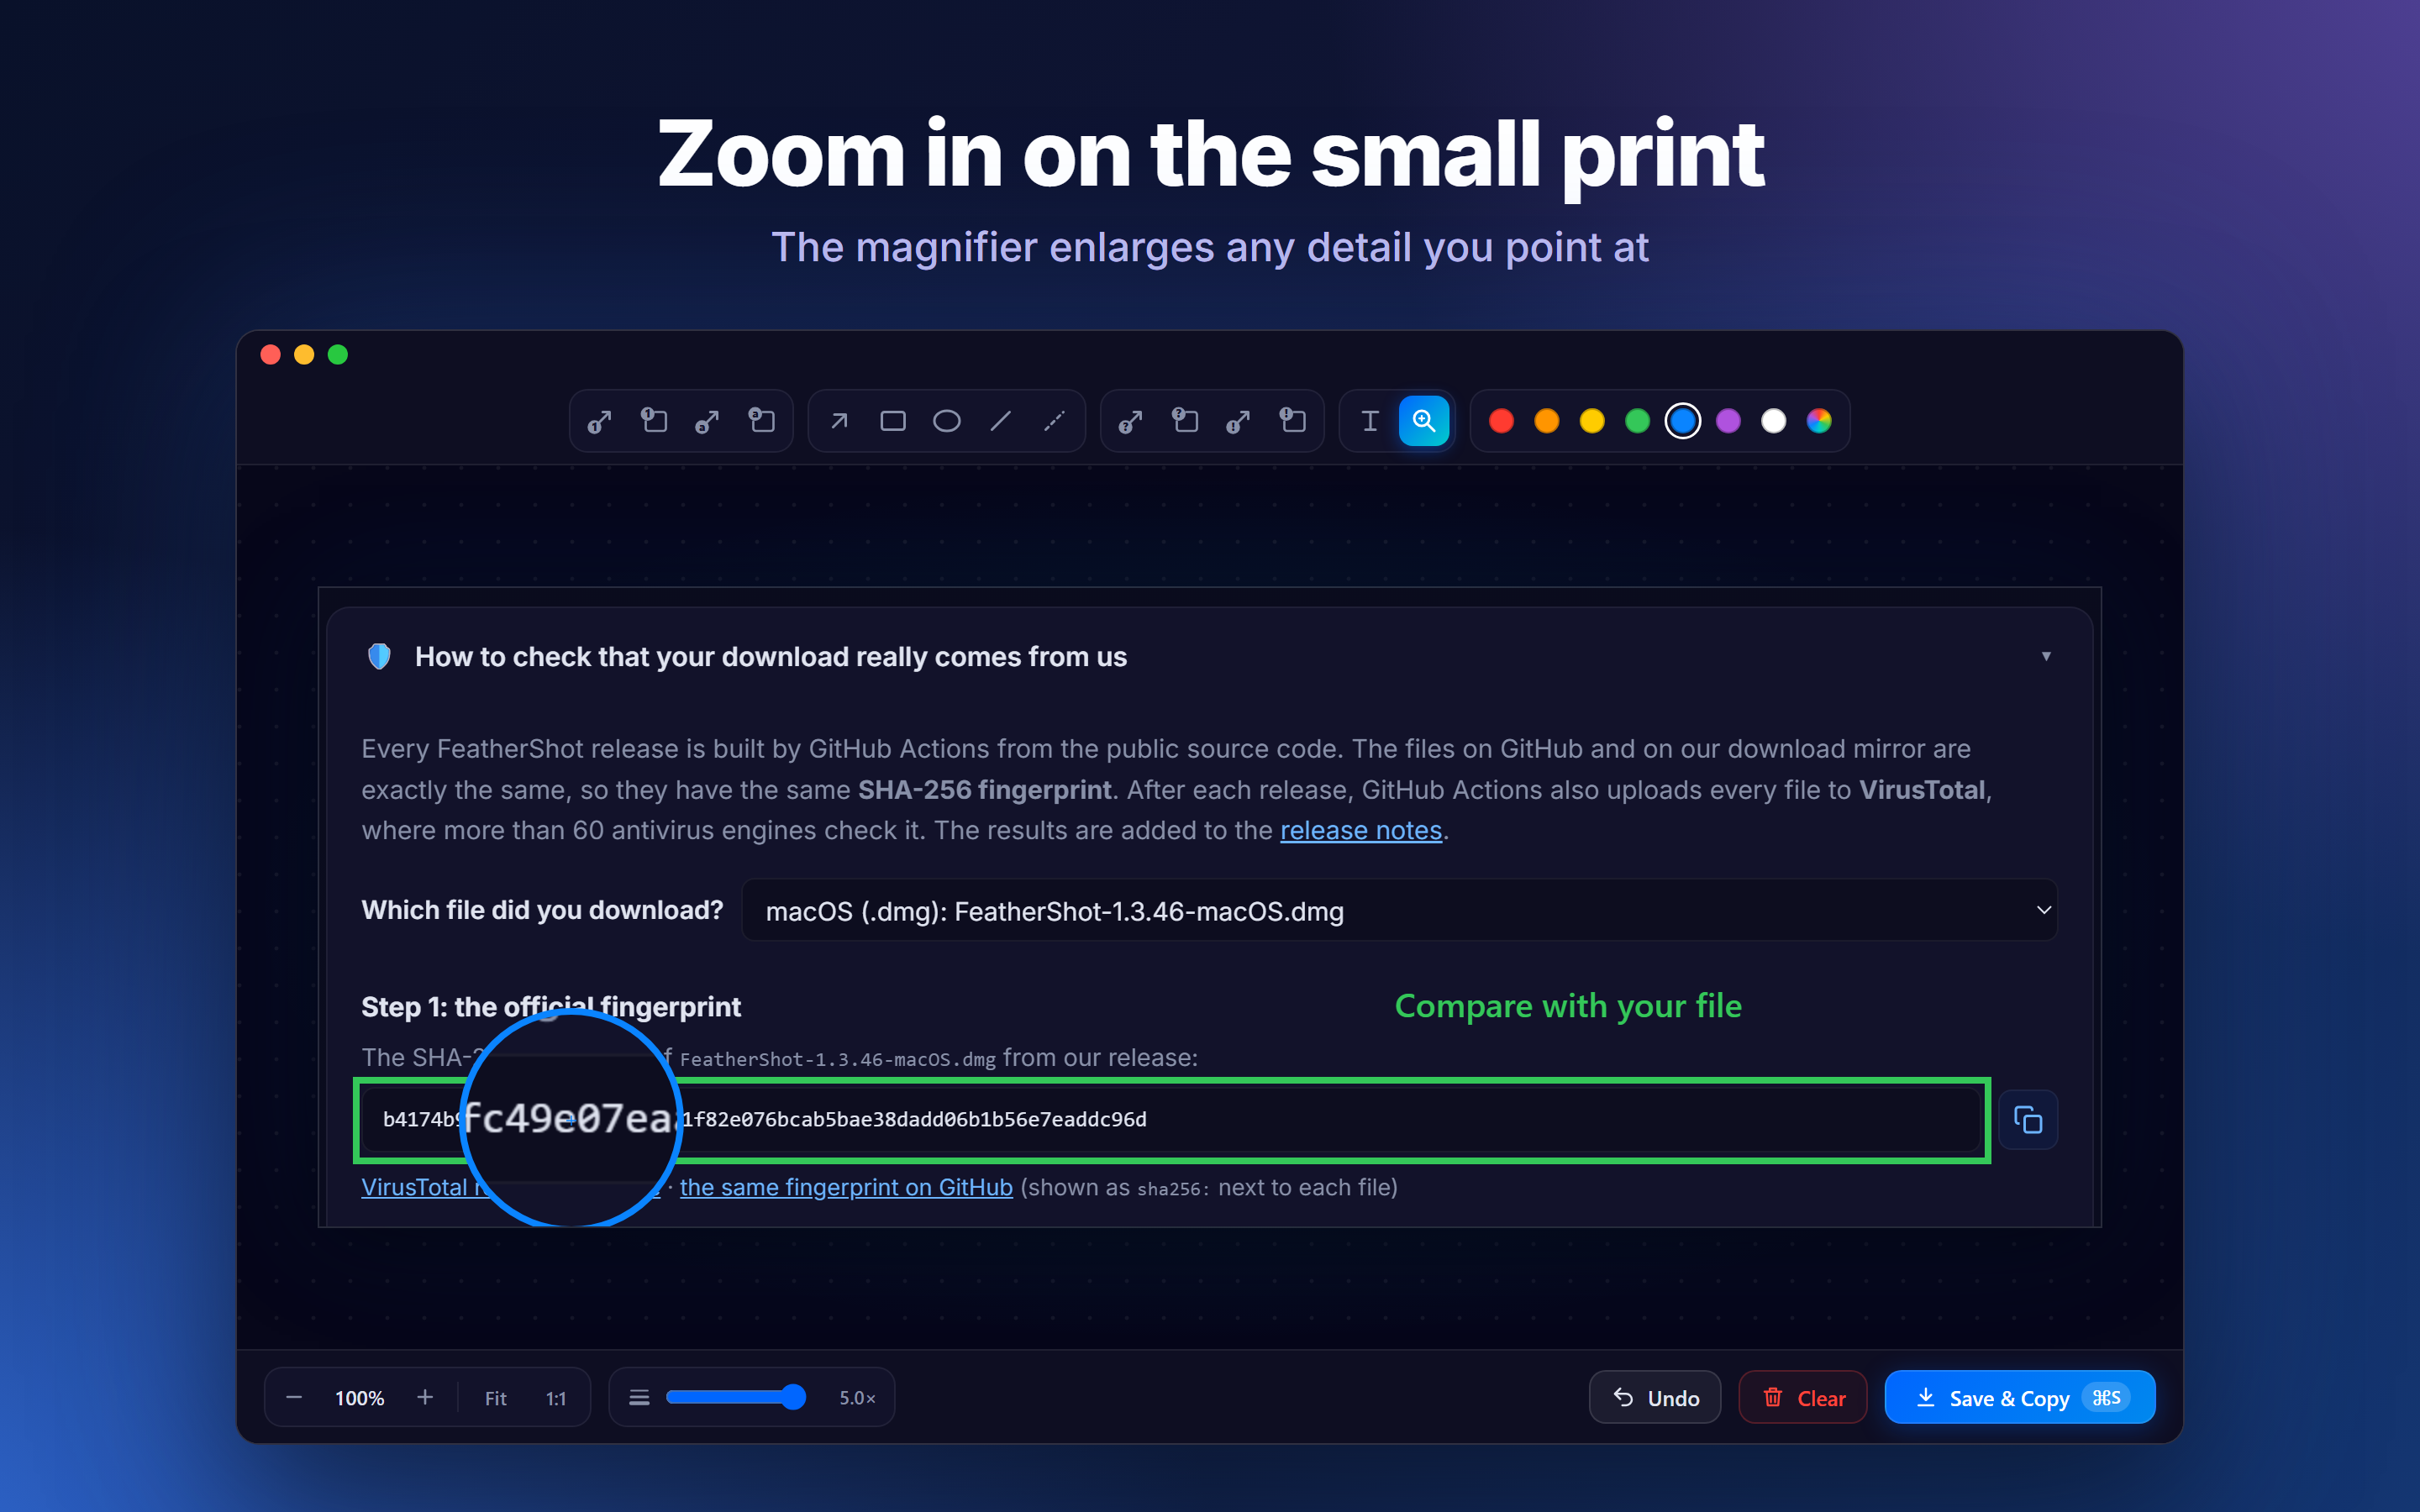 Zoom in on the small print
The magnifier enlarges any detail you point at
How to check that your download really comes from us
Every FeatherShot release is built by GitHub Actions from the public source code. The files on GitHub and on our download mirror are
exactly the same, so they have the same SHA-256 fingerprint. After each release, GitHub Actions also uploads every file to VirusTotal,
where more than 60 antivirus engines check it. The results are added to the release notes.
Which file did you download? macOS (.dmg): FeatherShot-1.3.46-macOS.dmg
Step 1: the official fingerprint
Compare with your file
The SHA- FeatherShot-1.3.46-macOS.dmg from our release:
b4174b9 fc49e07ea 1f82e076bcab5bae38dadd06b1b56e7eaddc96d
VirusTotal · the same fingerprint on GitHub (shown as sha256: next to each file)
100% Fit 1:1 5.0× Undo Clear Save & Copy ⌘S